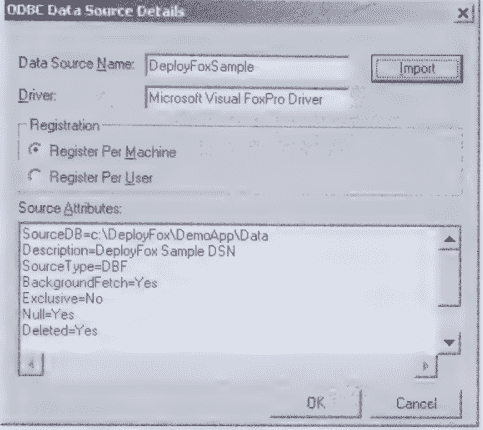 ODBC Data Source Details
Data Source Name: DeployFoxSample Import
Driver: Microsoft Visual FoxPro Driver
Registration
Register Per Machine
Register Per User
Source Attributes:
SourceDB=c:\DeployFox\DemoApp\Data
Description=DeployFox Sample DSN
SourceType=DBF
BackgroundFetch=Yes
Exclusive=No
Null=Yes
Deleted=Yes
OK Cancel